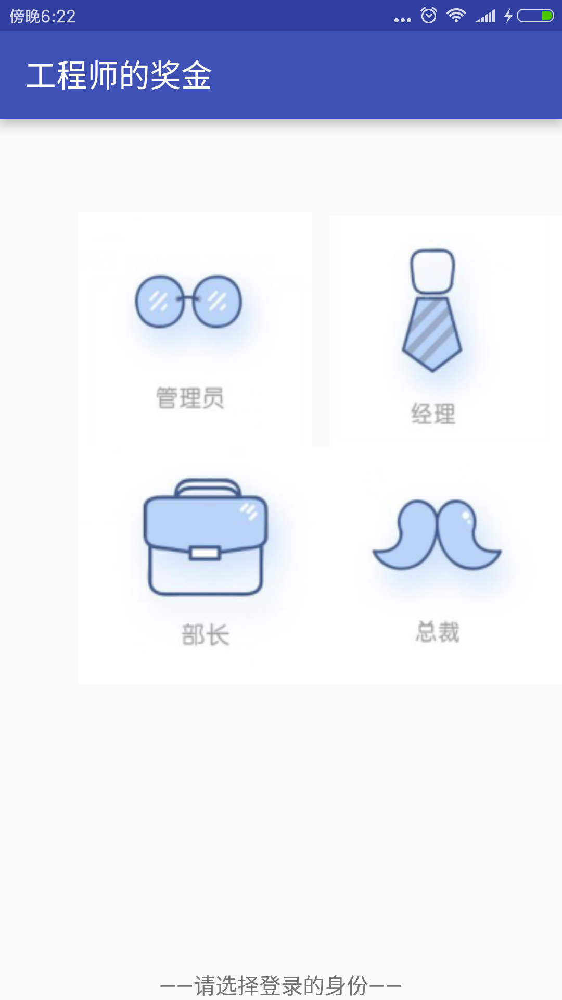 傍晚6:22
工程师的奖金
管理员
经理
部长
总裁
——请选择登录的身份——